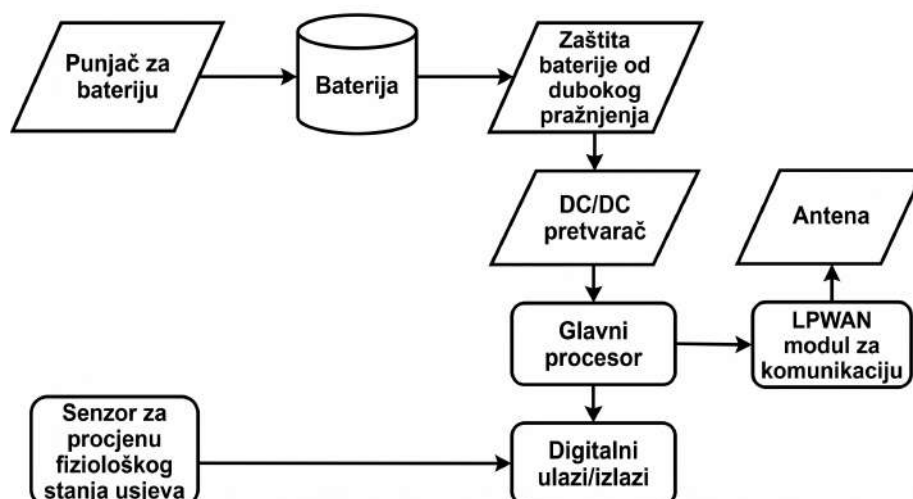 Punjač za
bateriju
Baterija
Zaštita
baterije od
dubokog
pražnjenja
DC/DC
pretvarač
Antena
Glavni
procesor
LPWAN
modul za
komunikaciju
Senzor za
procjenu
fiziološkog
stanja usjeva
Digitalni
ulazi/izlazi